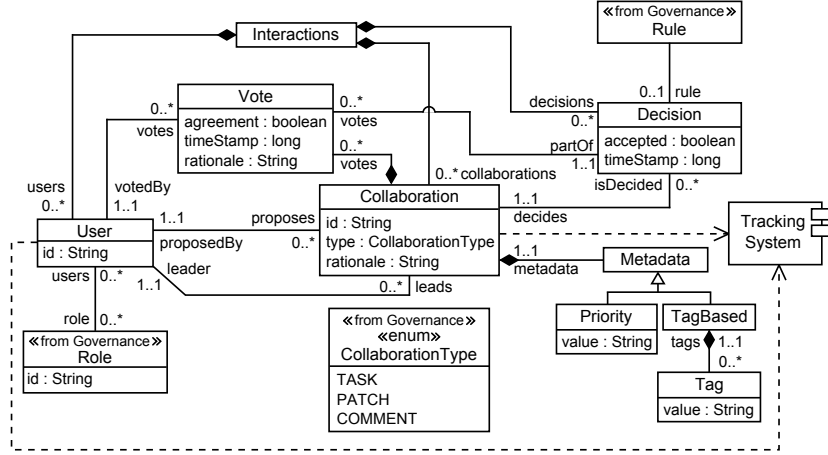 «from Governance»
Rule
Interactions
0..1 rule
Vote
agreement : boolean
timeStamp : long
rationale : String
0..*
votes
0..*
votes
0..*
votes
decisions
0..*
Decision
accepted : boolean
timeStamp : long
partOf
1..1
isDecided
0..*
0..* collaborations
users
0..*
votedBy
1..1
Collaboration
id : String
type : CollaborationType
rationale : String
1..1
decides
User
id : String
1..1
proposedBy
proposes
0..*
Tracking
System
1..1
metadata
Metadata
users
0..*
leader
1..1
0..*
leads
Priority
value : String
TagBased
tags
1..1
0..*
Tag
value : String
role
0..*
«from Governance»
Role
id : String
«from Governance»
«enum»
CollaborationType
TASK
PATCH
COMMENT